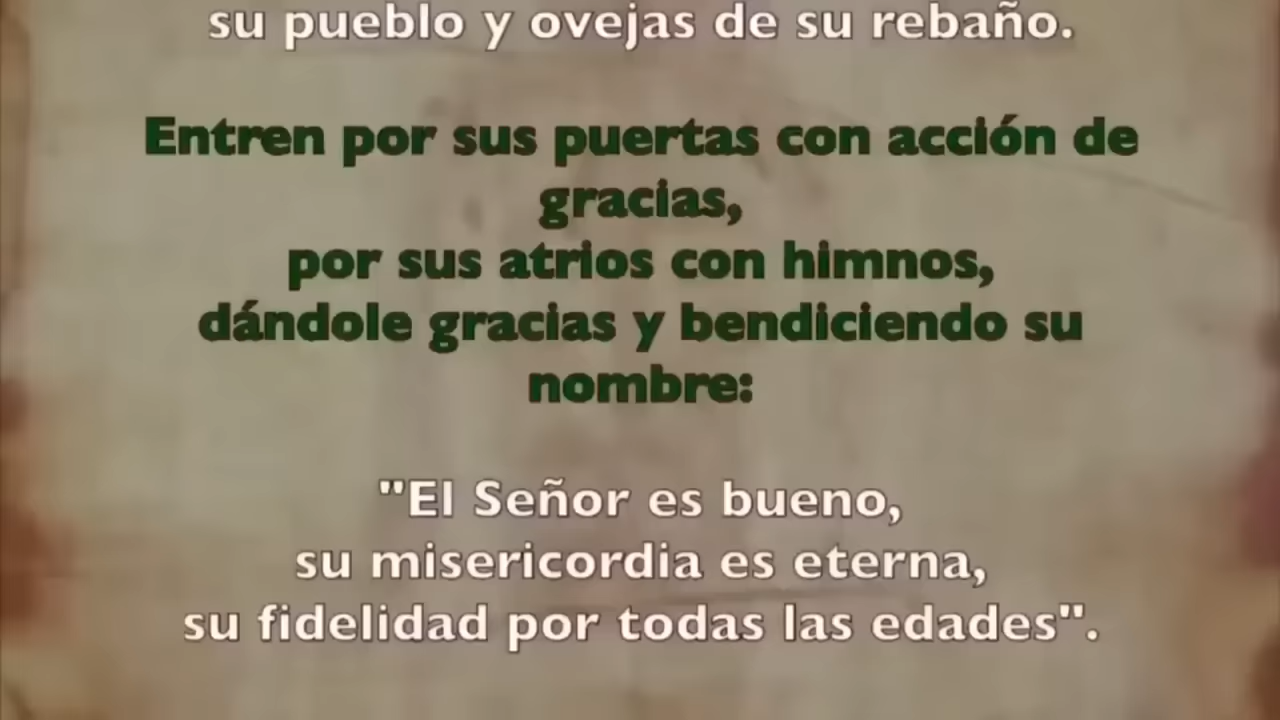 su pueblo y ovejas de su rebaño.
Entren por sus puertas con acción de
gracias,
por sus atrios con himnos,
dándole gracias y bendiciendo su
nombre:
"El Señor es bueno,
su misericordia es eterna,
su fidelidad por todas las edades".